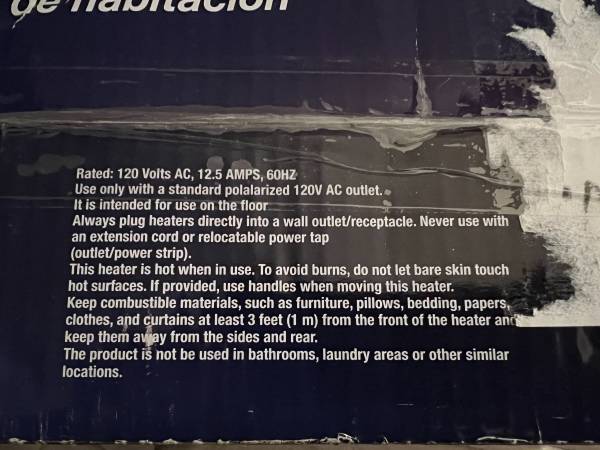 de habitación
Rated: 120 Volts AC, 12.5 AMPS, 60HZ
Use only with a standard polalarized 120V AC outlet.
It is intended for use on the floor
Always plug heaters directly into a wall outlet/receptacle. Never use with
an extension cord or relocatable power tap
(outlet/power strip).
This heater is hot when in use. To avoid burns, do not let bare skin touch
hot surfaces. If provided, use handles when moving this heater.
Keep combustible materials, such as furniture, pillows, bedding, papers,
clothes, and curtains at least 3 feet (1 m) from the front of the heater and
keep them away from the sides and rear.
The product is not be used in bathrooms, laundry areas or other similar
locations.